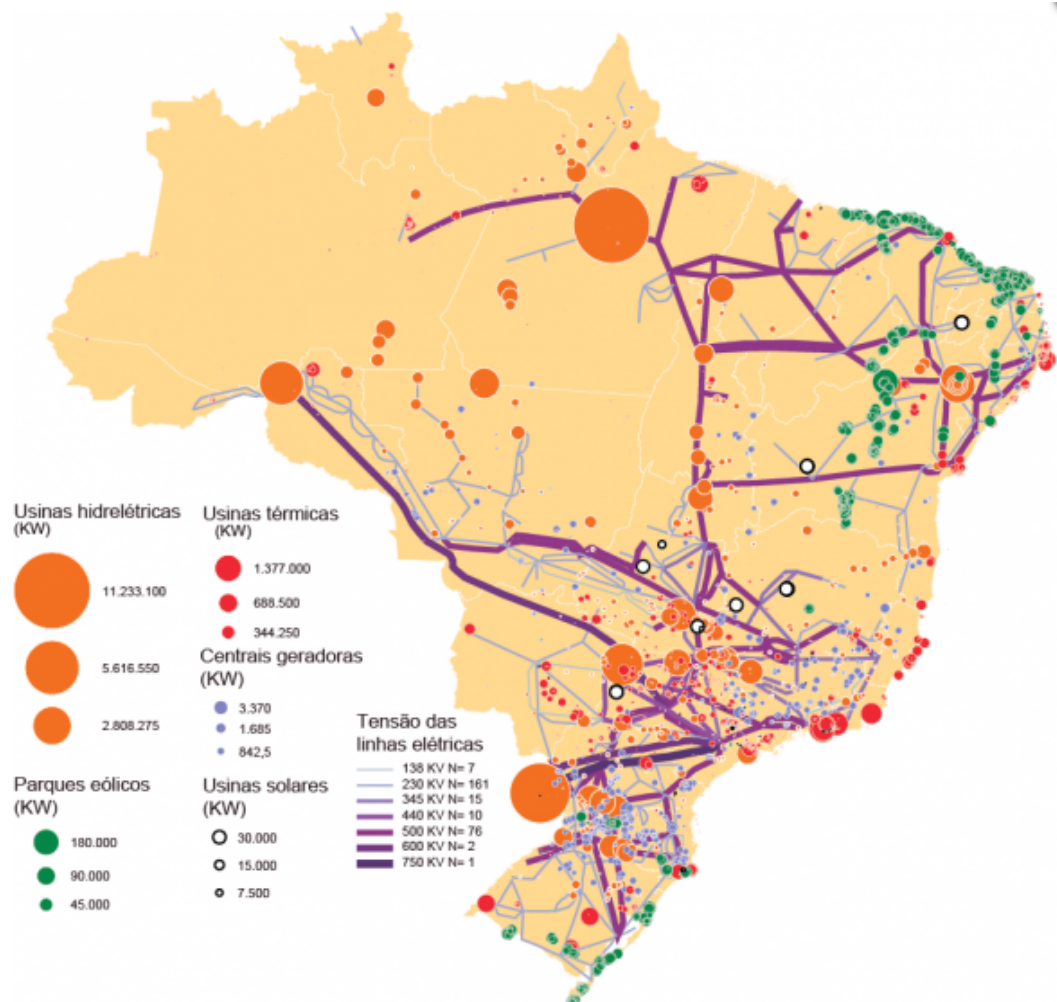 Usinas hidrelétricas
(KW)
11.233.100
5.616.550
2.808.275
Usinas térmicas
(KW)
1.377.000
688.500
344.250
Centrais geradoras
(KW)
3.370
1.685
842,5
Parques eólicos
(KW)
180.000
90.000
45.000
Usinas solares
(KW)
30.000
15.000
7.500
Tensão das
linhas elétricas
138 KV N= 7
230 KV N= 161
345 KV N= 15
440 KV N= 10
500 KV N= 76
600 KV N= 2
750 KV N= 1